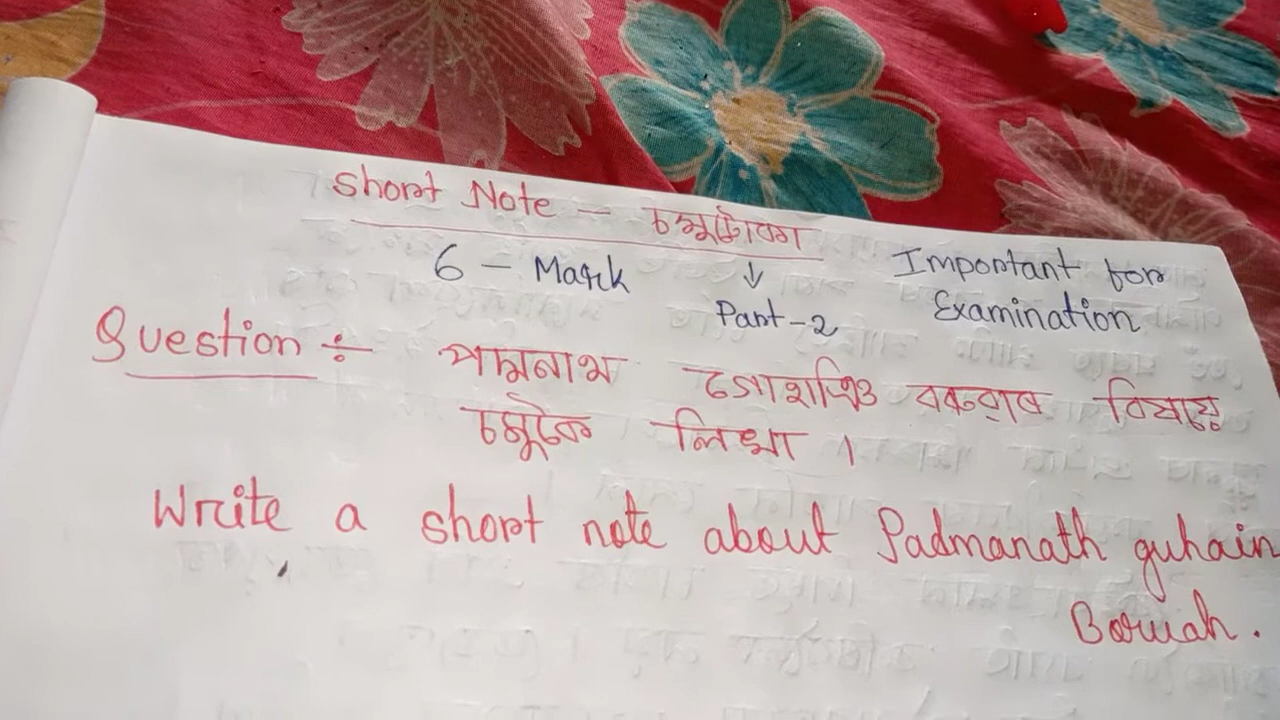 Short Note – চমুটোকা
6 – Mark ↓ Important for
Part-2 Examination
Question ÷ পদ্মনাথ গোহাঞিও বৰুৱাৰ বিষয়ে
চমুকৈ লিখা ।
Write a short note about Padmanath guhain
Boruah.